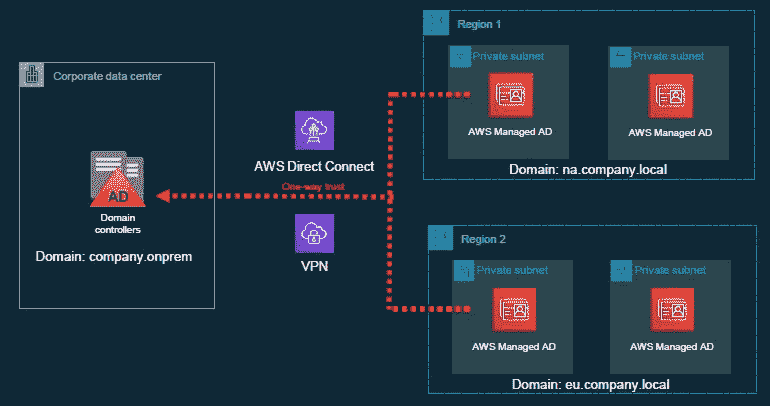 Corporate data center
AD
Domain
controllers
Domain: company.onprem
AWS Direct Connect
One-way trust
VPN
Region 1
Private subnet
AWS Managed AD
Private subnet
AWS Managed AD
Domain: na.company.local
Region 2
Private subnet
AWS Managed AD
Private subnet
AWS Managed AD
Domain: eu.company.local